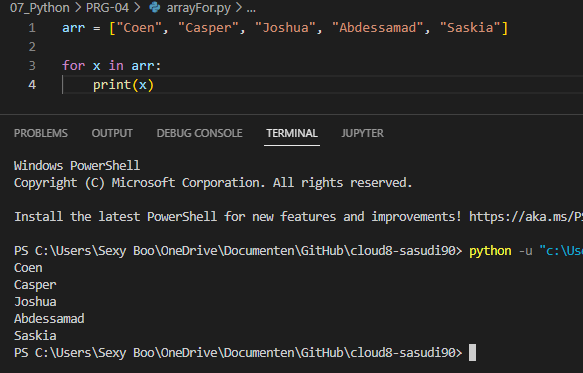 07_Python > PRG-04 > arrayFor.py > ...
1 arr = ["Coen", "Casper", "Joshua", "Abdessamad", "Saskia"]
2
3 for x in arr:
4     print(x)
PROBLEMS OUTPUT DEBUG CONSOLE TERMINAL JUPYTER
Windows PowerShell
Copyright (C) Microsoft Corporation. All rights reserved.
Install the latest PowerShell for new features and improvements! https://aka.ms/PS
PS C:\Users\Sexy Boo\OneDrive\Documenten\GitHub\cloud8-sasudi90> python -u "c:\Use
Coen
Casper
Joshua
Abdessamad
Saskia
PS C:\Users\Sexy Boo\OneDrive\Documenten\GitHub\cloud8-sasudi90>